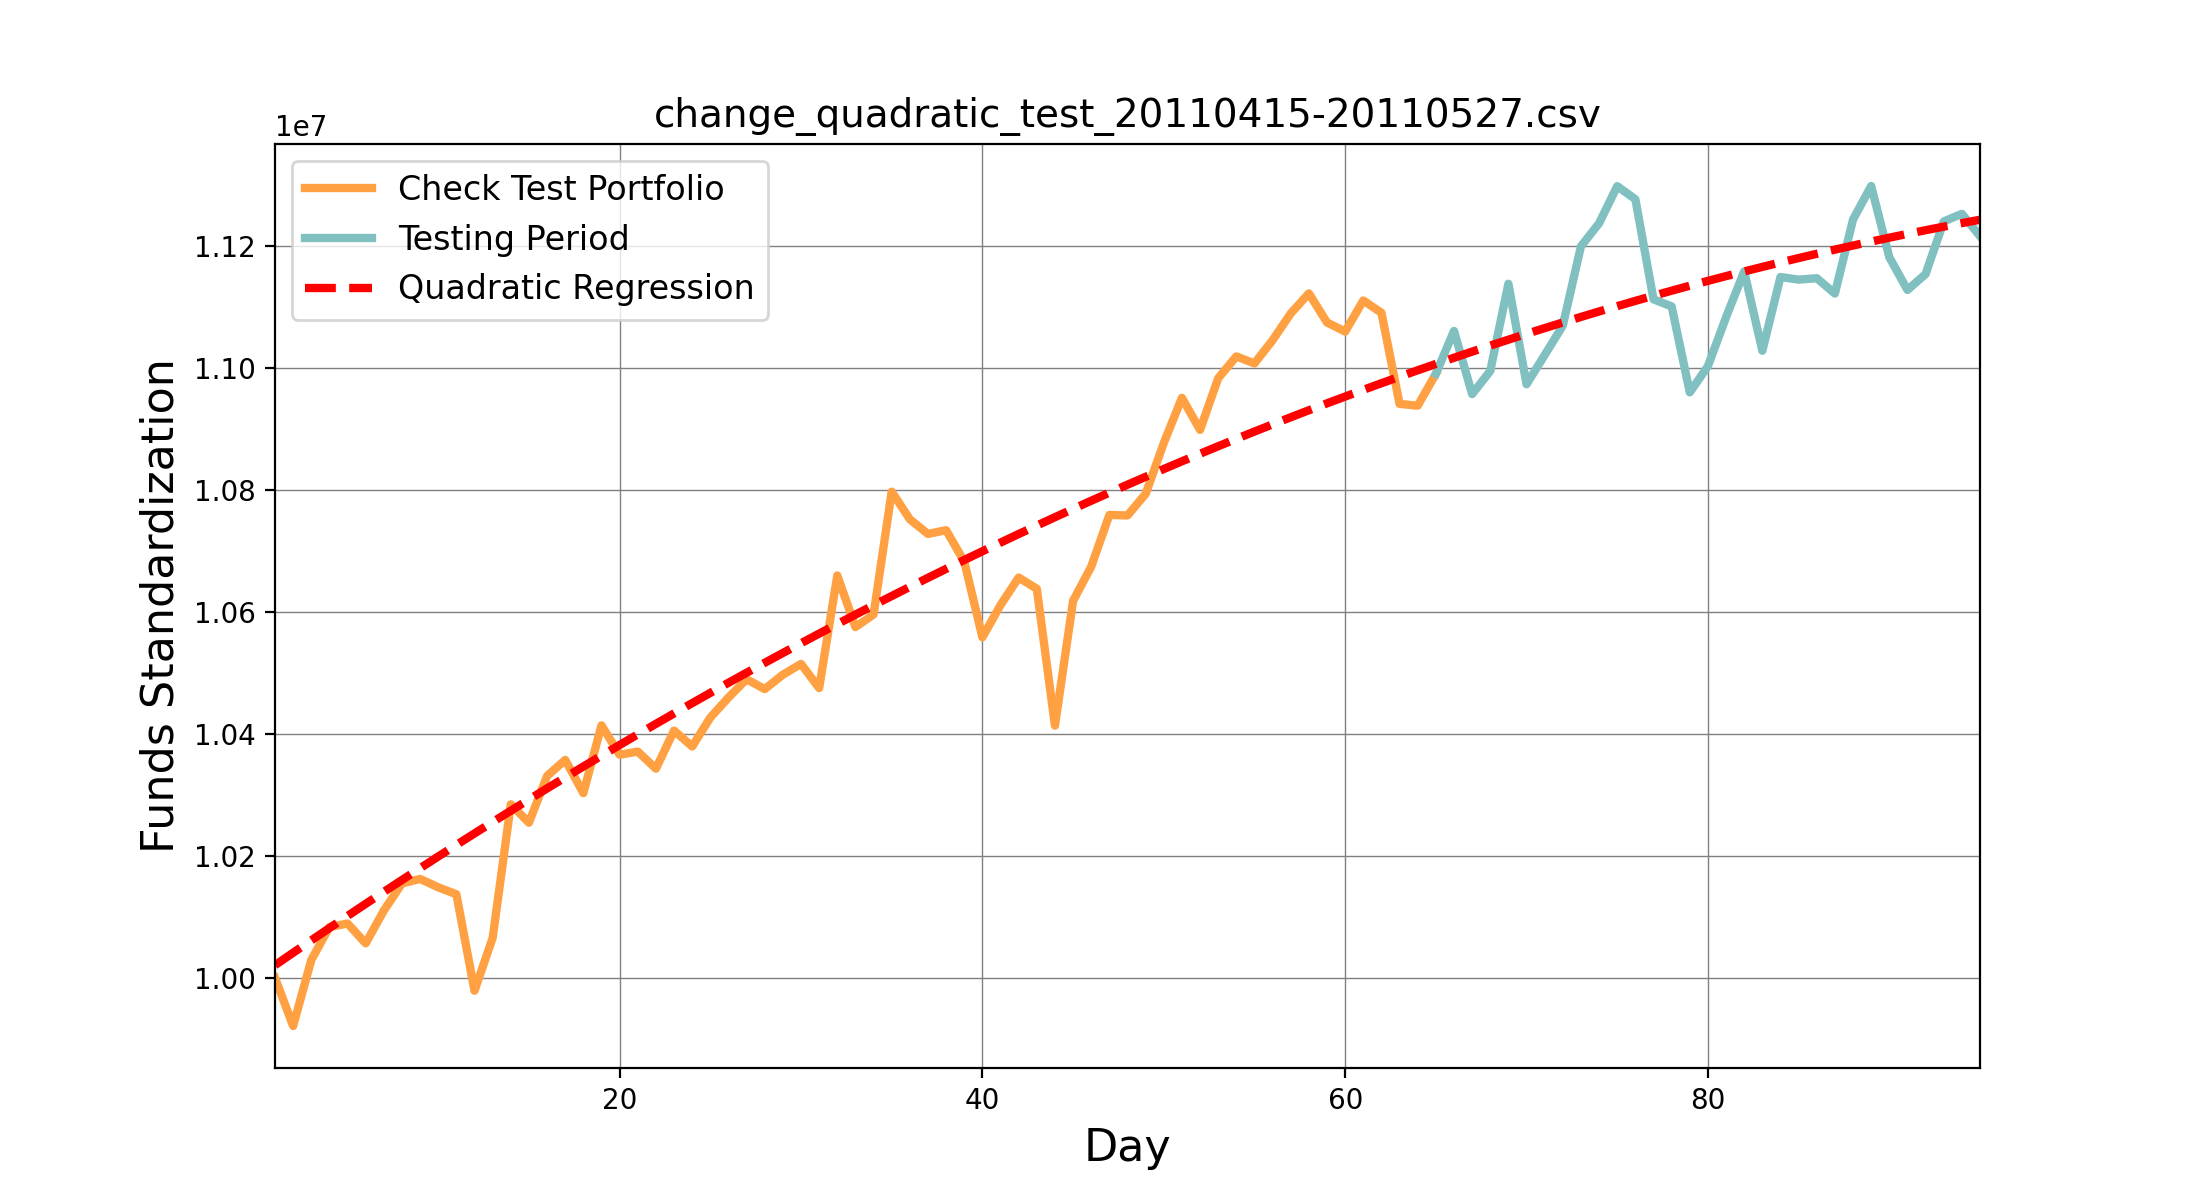 change_quadratic_test_20110415-20110527.csv
1e7
Check Test Portfolio
Testing Period
Quadratic Regression
Funds Standardization
1.12
1.10
1.08
1.06
1.04
1.02
1.00
20 40 60 80
Day